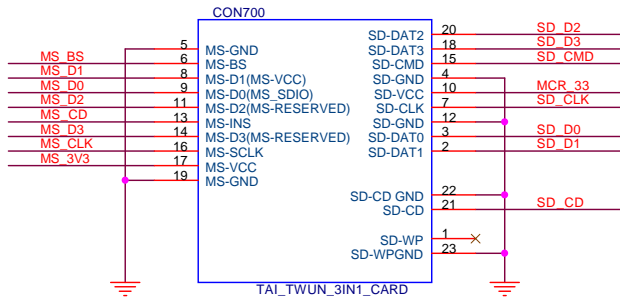 CON700
5 MS-GND
MS_BS 6 MS-BS
MS_D1 8 MS-D1(MS-VCC)
MS_D0 9 MS-D0(MS_SDIO)
MS_D2 11 MS-D2(MS-RESERVED)
MS_CD 13 MS-INS
MS_D3 14 MS-D3(MS-RESERVED)
MS_CLK 16 MS-SCLK
MS_3V3 17 MS-VCC
19 MS-GND
SD-DAT2 20 SD_D2
SD-DAT3 18 SD_D3
SD-CMD 15 SD_CMD
SD-GND 4
SD-VCC 10 MCR_33
SD-CLK 7 SD_CLK
SD-GND 12
SD-DAT0 3 SD_D0
SD-DAT1 2 SD_D1
SD-CD GND 22
SD-CD 21 SD_CD
SD-WP 1
SD-WPGND 23
TAI_TWUN_3IN1_CARD